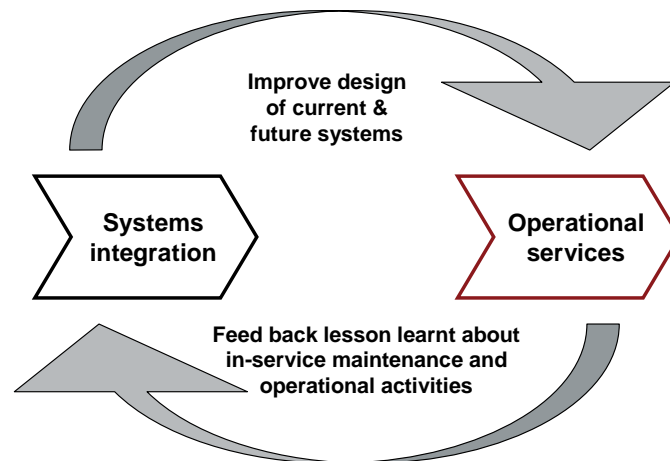 Improve design
of current &
future systems
Systems
integration
Operational
services
Feed back lesson learnt about
in-service maintenance and
operational activities